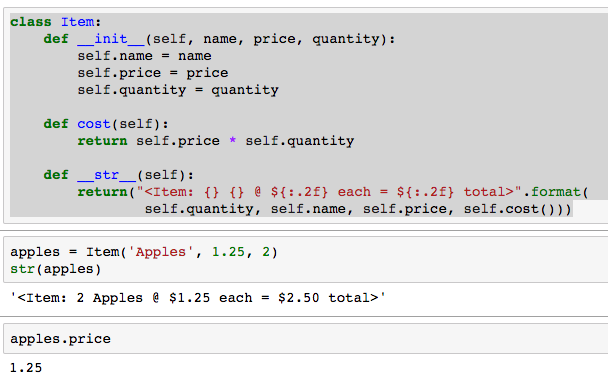 class Item:
    def __init__(self, name, price, quantity):
        self.name = name
        self.price = price
        self.quantity = quantity

    def cost(self):
        return self.price * self.quantity

    def __str__(self):
        return("<Item: {} {} @ ${:.2f} each = ${:.2f} total>".format(
                self.quantity, self.name, self.price, self.cost()))
apples = Item('Apples', 1.25, 2)
str(apples)
'<Item: 2 Apples @ $1.25 each = $2.50 total>'
apples.price
1.25